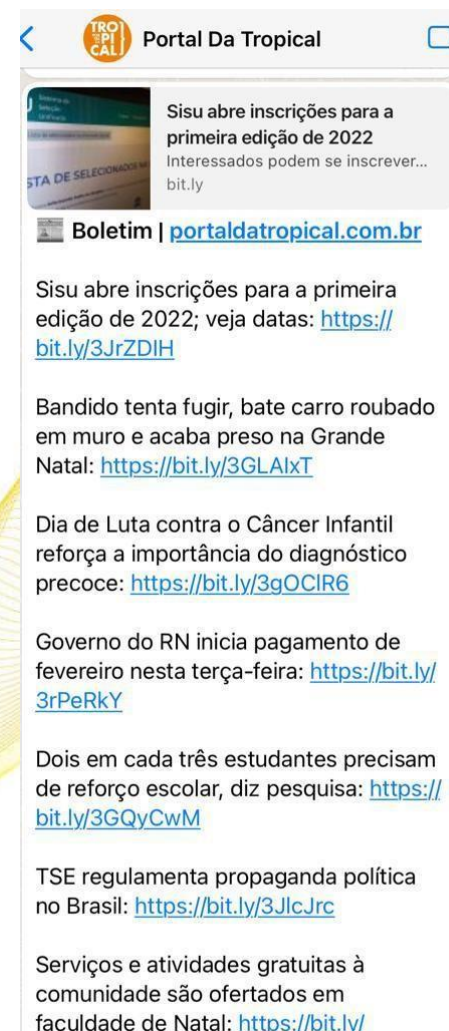 TRO
PI
CAL
Portal Da Tropical
Sisu abre inscrições para a
primeira edição de 2022
Interessados podem se inscrever...
bit.ly
STA DE SELECIONADOS
Boletim | portaldatropical.com.br
Sisu abre inscrições para a primeira
edição de 2022; veja datas: https://
bit.ly/3JrZDIH
Bandido tenta fugir, bate carro roubado
em muro e acaba preso na Grande
Natal: https://bit.ly/3GLAlxT
Dia de Luta contra o Câncer Infantil
reforça a importância do diagnóstico
precoce: https://bit.ly/3gOClR6
Governo do RN inicia pagamento de
fevereiro nesta terça-feira: https://bit.ly/
3rPeRkY
Dois em cada três estudantes precisam
de reforço escolar, diz pesquisa: https://
bit.ly/3GQyCwM
TSE regulamenta propaganda política
no Brasil: https://bit.ly/3JlcJrc
Serviços e atividades gratuitas à
comunidade são ofertados em
faculdade de Natal: https://bit.ly/